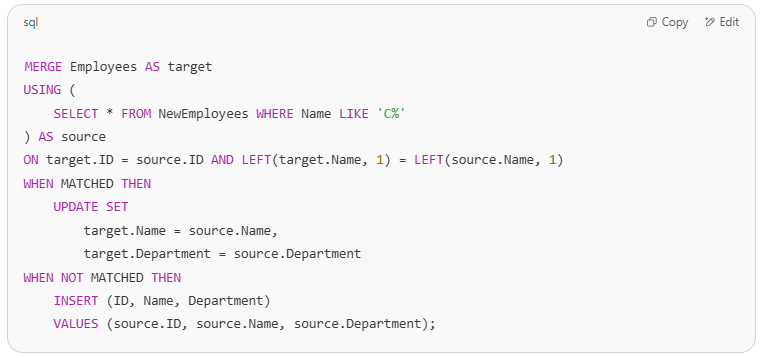 sql
Copy
Edit
MERGE Employees AS target
USING (
    SELECT * FROM NewEmployees WHERE Name LIKE 'C%'
) AS source
ON target.ID = source.ID AND LEFT(target.Name, 1) = LEFT(source.Name, 1)
WHEN MATCHED THEN
    UPDATE SET
        target.Name = source.Name,
        target.Department = source.Department
WHEN NOT MATCHED THEN
    INSERT (ID, Name, Department)
    VALUES (source.ID, source.Name, source.Department);